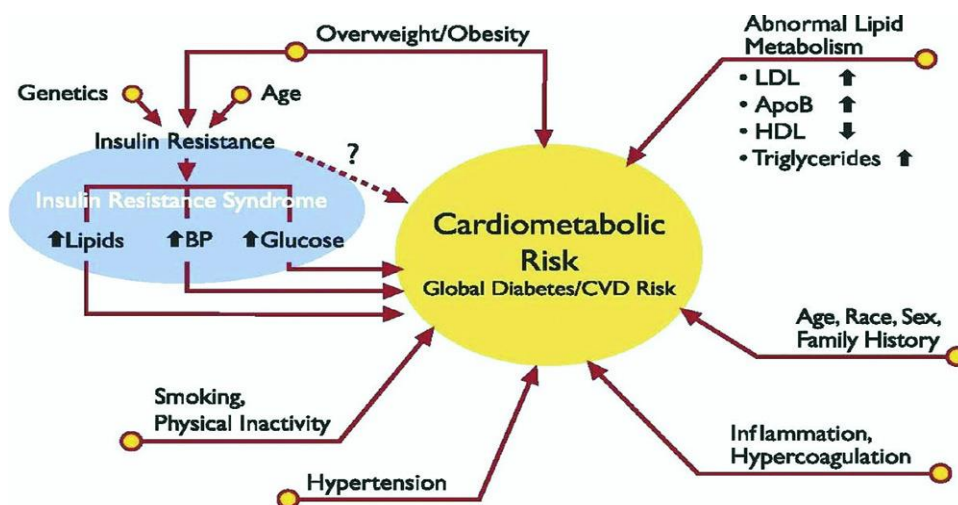 Overweight/Obesity
Genetics
Age
Insulin Resistance
?
Insulin Resistance Syndrome
⬆Lipids ⬆BP ⬆Glucose
Abnormal Lipid
Metabolism
• LDL ⬆
• ApoB ⬆
• HDL ⬇
• Triglycerides ⬆
Cardiometabolic
Risk
Global Diabetes/CVD Risk
Age, Race, Sex,
Family History
Smoking,
Physical Inactivity
Inflammation,
Hypercoagulation
Hypertension